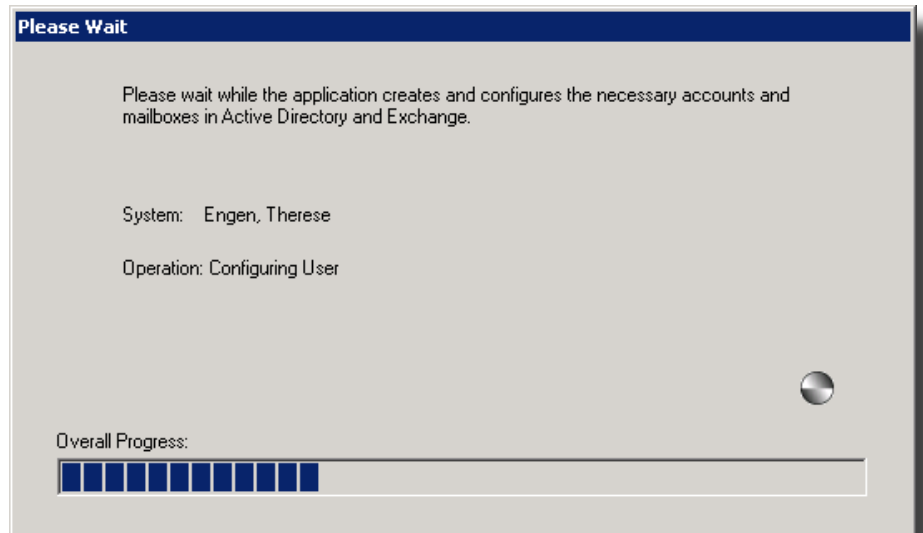 Please Wait
Please wait while the application creates and configures the necessary accounts and
mailboxes in Active Directory and Exchange.
System: Engen, Therese
Operation: Configuring User
Overall Progress: